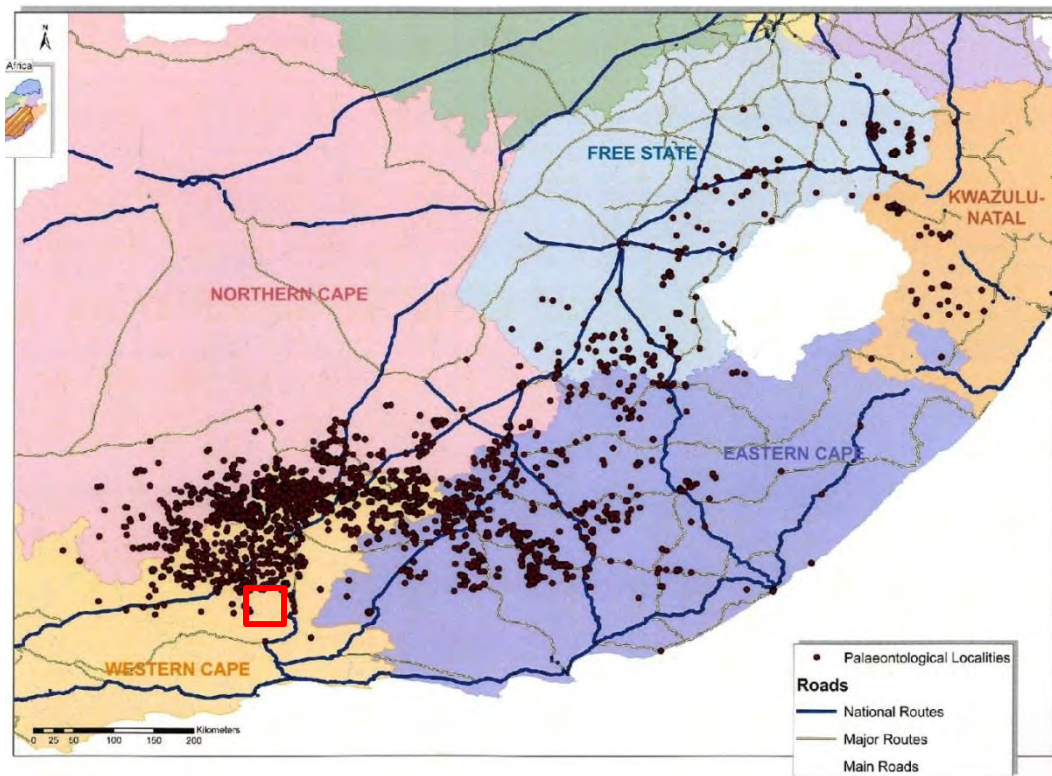 N
Africa
FREE STATE
KWAZULU-
NATAL
NORTHERN CAPE
EASTERN CAPE
WESTERN CAPE
Kilometers
0 25 50 100 150 200
Palaeontological Localities
Roads
National Routes
Major Routes
Main Roads